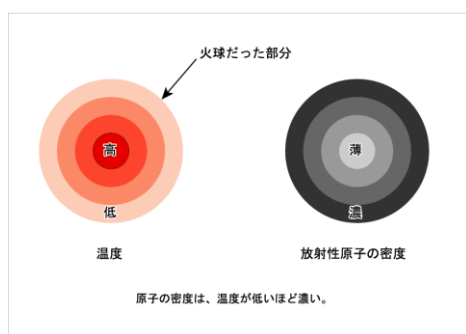 火球だった部分
高
低
薄
濃
温度
放射性原子の密度
原子の密度は、温度が低いほど濃い。